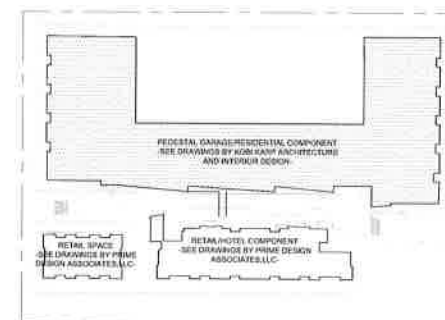 PEDESTAL GARAGE/RESIDENTIAL COMPONENT
-SEE DRAWINGS BY KOBI KARP ARCHITECTURE
AND INTERIOR DESIGN-
RETAIL SPACE
-SEE DRAWINGS BY PRIME
DESIGN ASSOCIATES,LLC-
RETAIL/HOTEL COMPONENT
-SEE DRAWINGS BY PRIME DESIGN
ASSOCIATES,LLC-